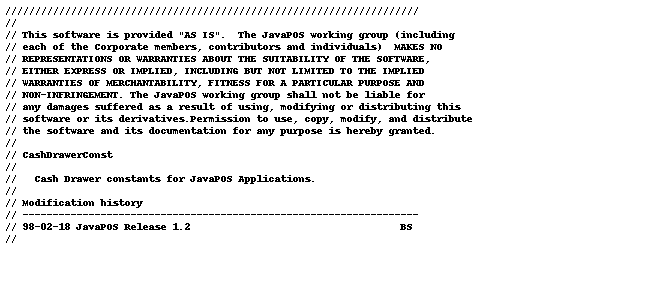 //////////////////////////////////////////////////////////////////////
//
// This software is provided "AS IS".  The JavaPOS working group (including
// each of the Corporate members, contributors and individuals)  MAKES NO
// REPRESENTATIONS OR WARRANTIES ABOUT THE SUITABILITY OF THE SOFTWARE,
// EITHER EXPRESS OR IMPLIED, INCLUDING BUT NOT LIMITED TO THE IMPLIED
// WARRANTIES OF MERCHANTABILITY, FITNESS FOR A PARTICULAR PURPOSE AND
// NON-INFRINGEMENT. The JavaPOS working group shall not be liable for
// any damages suffered as a result of using, modifying or distributing this
// software or its derivatives.Permission to use, copy, modify, and distribute
// the software and its documentation for any purpose is hereby granted.
//
// CashDrawerConst
//
//   Cash Drawer constants for JavaPOS Applications.
//
// Modification history
// ------------------------------------------------------------------
// 98-02-18 JavaPOS Release 1.2                                   BS
//